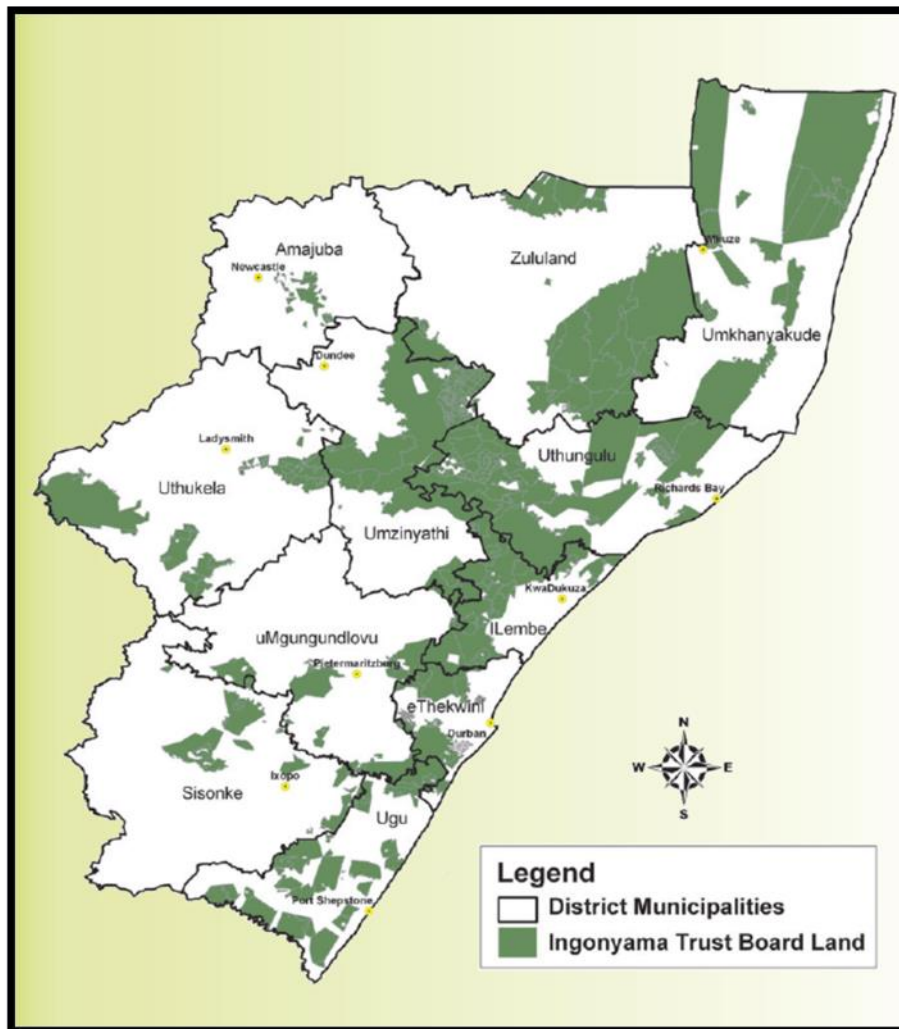 Amajuba
Newcastle
Zululand
Mkuze
Umkhanyakude
Dundee
Ladysmith
Uthukela
Uthungulu
Richards Bay
Umzinyathi
KwaDukuza
ILembe
uMgungundlovu
Pietermaritzburg
eThekwini
Durban
Ixopo
Sisonke
Ugu
Port Shepstone
N
W
E
S
Legend
District Municipalities
Ingonyama Trust Board Land